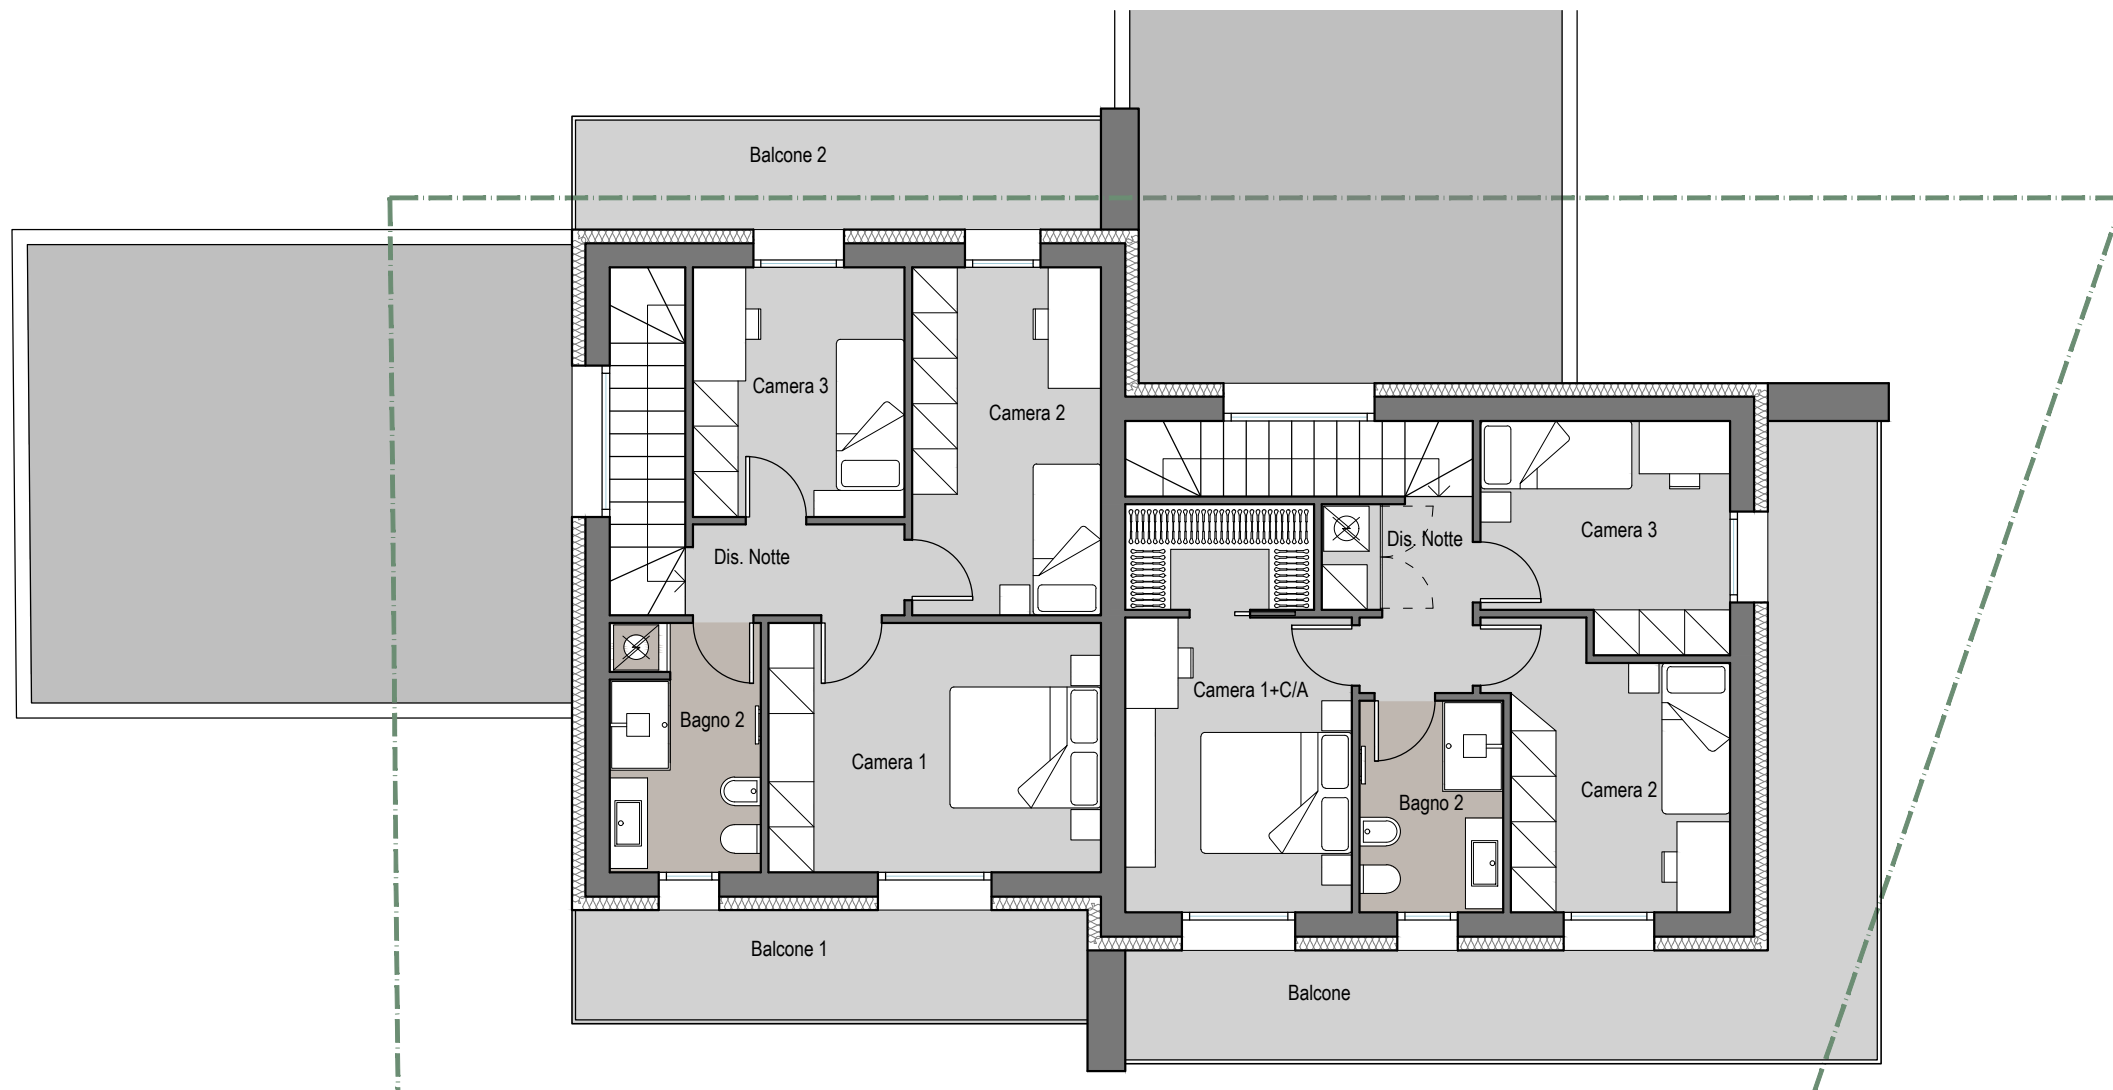 Balcone 2
Camera 3
Camera 2
Dis. Notte
Bagno 2
Camera 1
Balcone 1
Dis. Notte
Camera 3
Camera 1+C/A
Bagno 2
Camera 2
Balcone